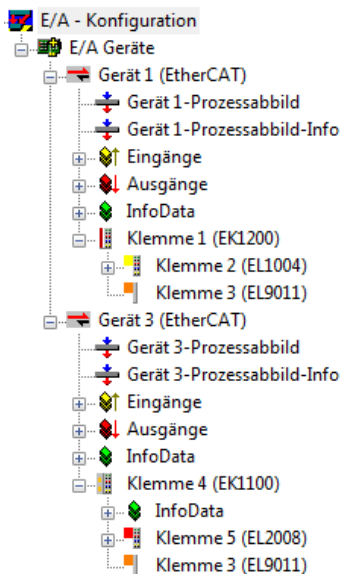 E/A - Konfiguration
E/A Geräte
Gerät 1 (EtherCAT)
Gerät 1-Prozessabbild
Gerät 1-Prozessabbild-Info
Eingänge
Ausgänge
InfoData
Klemme 1 (EK1200)
Klemme 2 (EL1004)
Klemme 3 (EL9011)
Gerät 3 (EtherCAT)
Gerät 3-Prozessabbild
Gerät 3-Prozessabbild-Info
Eingänge
Ausgänge
InfoData
Klemme 4 (EK1100)
InfoData
Klemme 5 (EL2008)
Klemme 3 (EL9011)